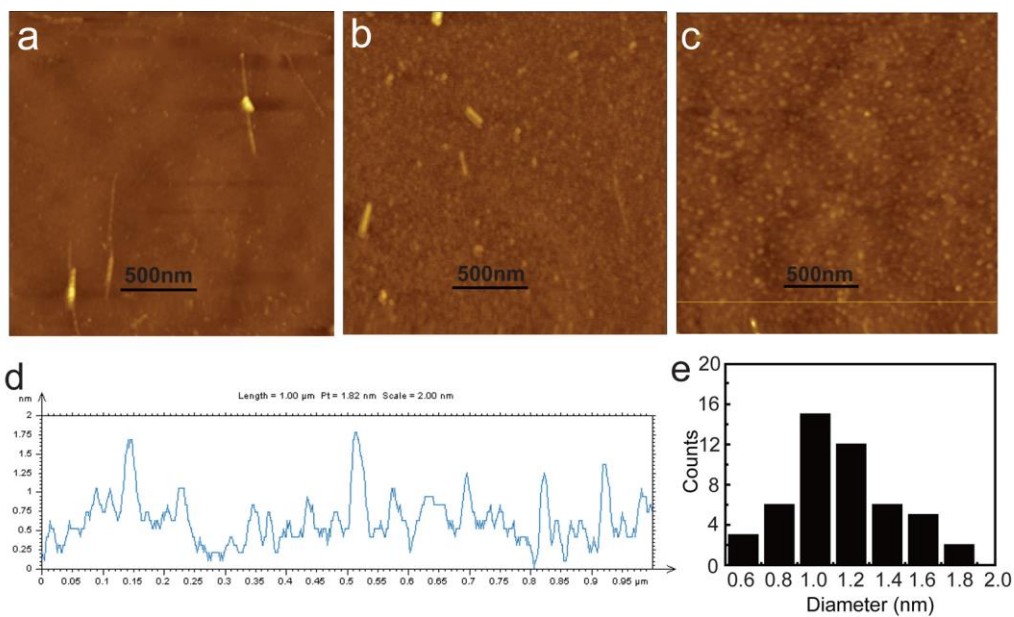 a
b
c
500nm
500nm
500nm
d
nm
Length = 1.00 µm Pt = 1.82 nm Scale = 2.00 nm
2
1.75
1.5
1.25
1
0.75
0.5
0.25
0
0 0.05 0.1 0.15 0.2 0.25 0.3 0.35 0.4 0.45 0.5 0.55 0.6 0.65 0.7 0.75 0.8 0.85 0.9 0.95 µm
e
20
16
12
8
4
0
Counts
0.6 0.8 1.0 1.2 1.4 1.6 1.8 2.0
Diameter (nm)